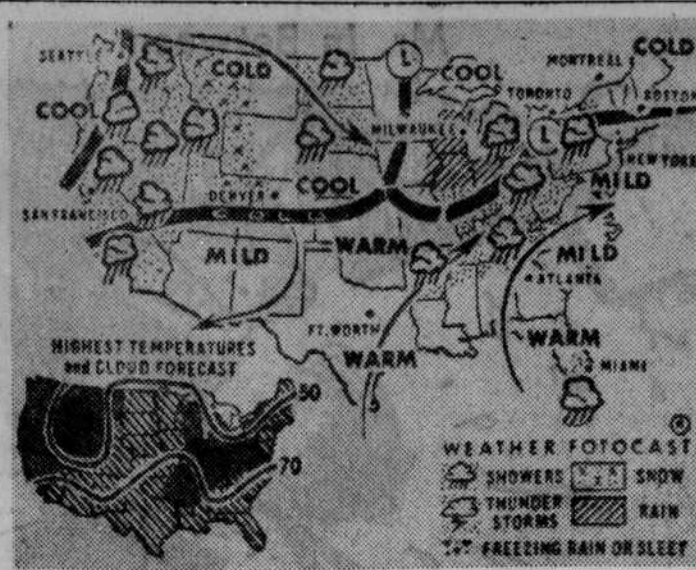 SEATTLE
COLD
COOL
L
COOL
MONTREAL
COLD
TORONTO
BOSTON
MILWAUKEE
L
NEW YORK
DENVER
COOL
MILD
SAN FRANCISCO
MILD
WARM
MILD
ATLANTA
FT. WORTH
WARM
WARM
MIAMI
HIGHEST TEMPERATURES
and CLOUD FORECAST
50
70
WEATHER FOTOCAST
SHOWERS
SNOW
THUNDER
STORMS
RAIN
FREEZING RAIN OR SLEET